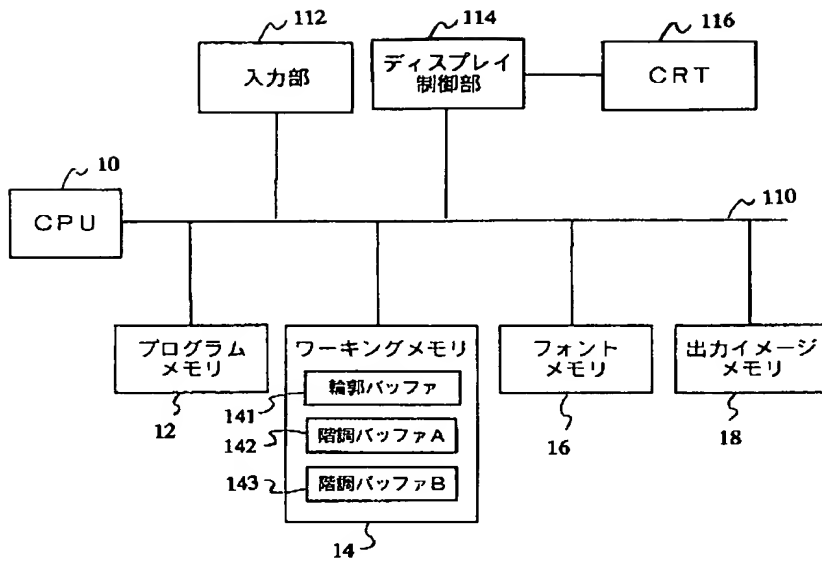 112
入力部
114
ディスプレイ
制御部
116
CRT
10
CPU
110
プログラム
メモリ
12
ワーキングメモリ
輪郭バッファ
141
階調バッファA
142
階調バッファB
143
14
フォント
メモリ
16
出力イメージ
メモリ
18